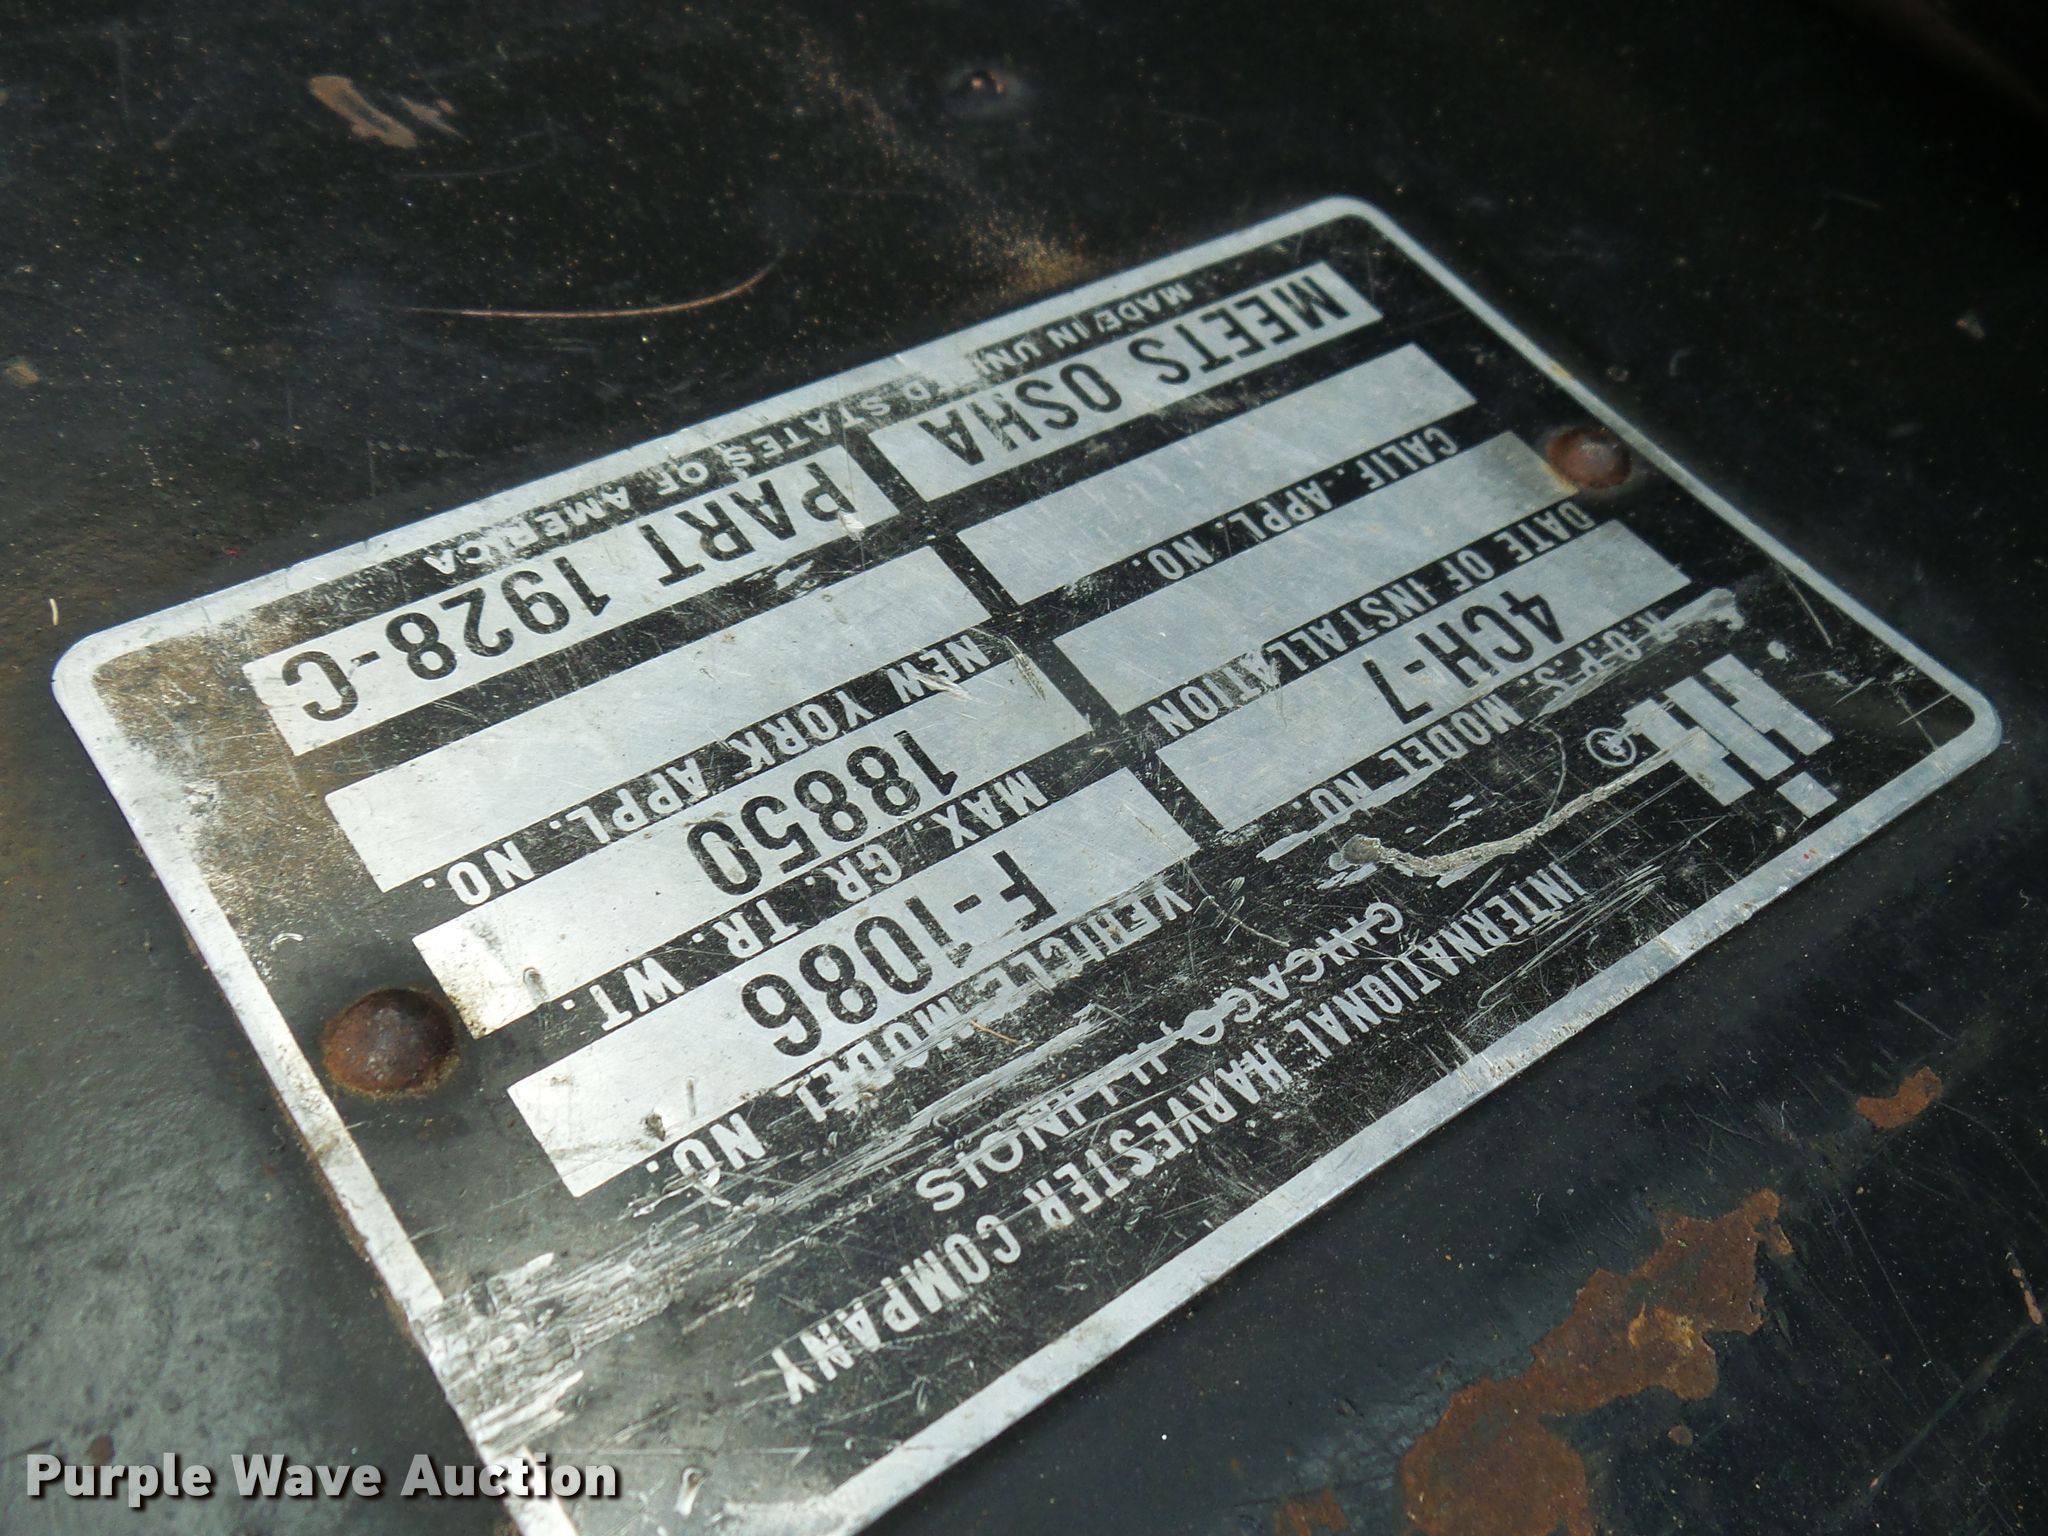 IH ®
INTERNATIONAL HARVESTER COMPANY
CHICAGO, ILLINOIS
R.O.P.S. MODEL NO.
4CH-7
VEHICLE MODEL NO.
F-1086
DATE OF INSTALLATION
MAX. GR. TR. WT.
18850
CALIF. APPL. NO.
NEW YORK APPL. NO.
MEETS OSHA
PART 1928-C
MADE IN UNITED STATES OF AMERICA
Purple Wave Auction